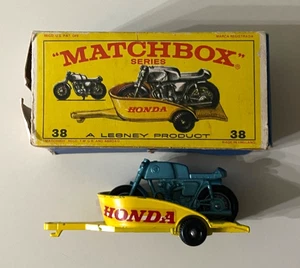 "MATCHBOX"
SERIES
HONDA
38 A LESNEY PRODUCT 38
HONDA